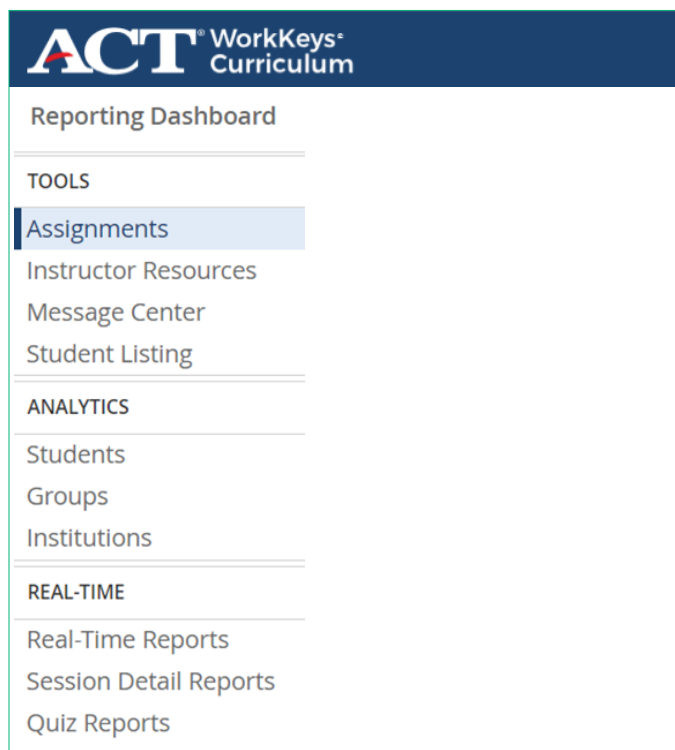 ACT® WorkKeys®
Curriculum
Reporting Dashboard
TOOLS
Assignments
Instructor Resources
Message Center
Student Listing
ANALYTICS
Students
Groups
Institutions
REAL-TIME
Real-Time Reports
Session Detail Reports
Quiz Reports